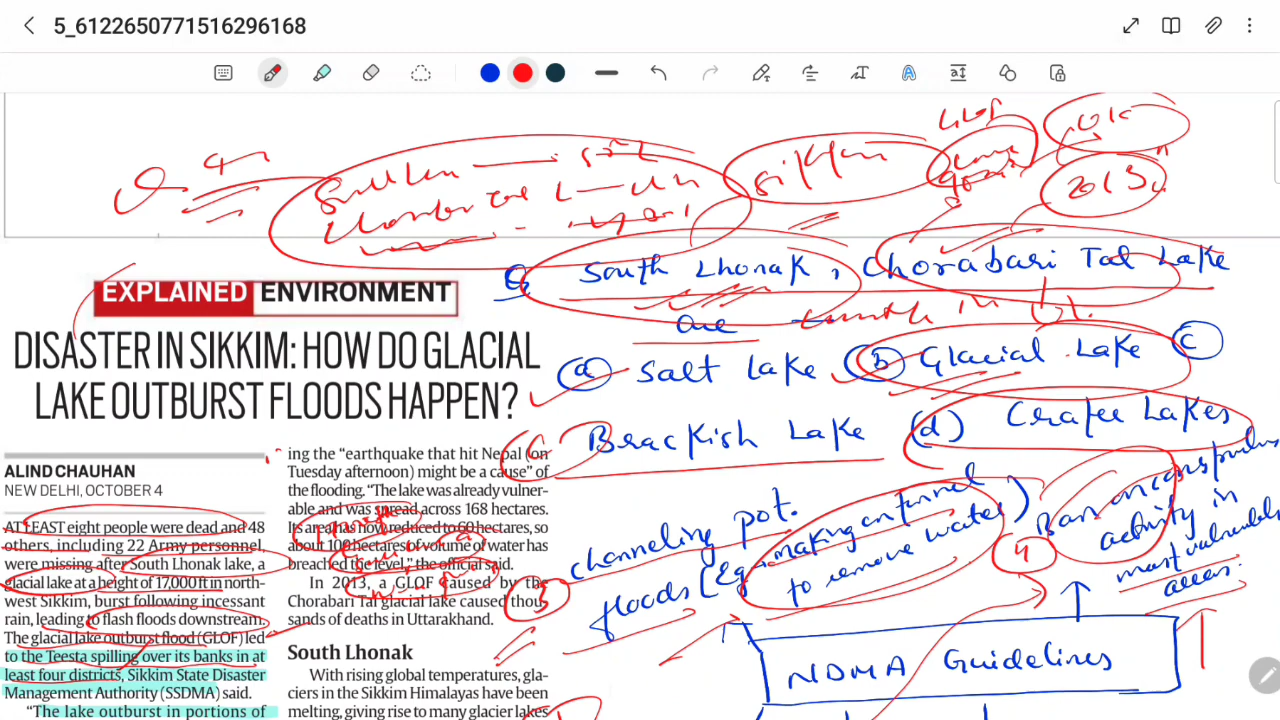 5_6122650771516296168
GLOF
UK
Sikkim
2013
Q South Lhonak, Chorabari Tal Lake
are
(a) Salt Lake (b) Glacial Lake (c)
Brackish Lake (d) Crater Lakes
EXPLAINED ENVIRONMENT
DISASTER IN SIKKIM: HOW DO GLACIAL
LAKE OUTBURST FLOODS HAPPEN?
ALIND CHAUHAN
NEW DELHI, OCTOBER 4
AT LEAST eight people were dead and 48
others, including 22 Army personnel,
were missing after South Lhonak lake, a
glacial lake at a height of 17,000 ft in north-
west Sikkim, burst following incessant
rain, leading to flash floods downstream.
The glacial lake outburst flood (GLOF) led
to the Teesta spilling over its banks in at
least four districts, Sikkim State Disaster
Management Authority (SSDMA) said.
"The lake outburst in portions of
ing the "earthquake that hit Nepal (on
Tuesday afternoon) might be a cause" of
the flooding. "The lake was already vulner-
able and was spread across 168 hectares.
Its area has now reduced to 60 hectares, so
about 100 hectares of volume of water has
breached the level," the official said.
In 2013, a GLOF caused by the
Chorabari Tal glacial lake caused thou-
sands of deaths in Uttarakhand.
South Lhonak
With rising global temperatures, gla-
ciers in the Sikkim Himalayas have been
melting, giving rise to many glacier lakes
(3) channeling pot.
floods (Eg making an tunnel
to remove water)
(4) Ban on
activity in
most vulnerable
areas.
NDMA Guidelines